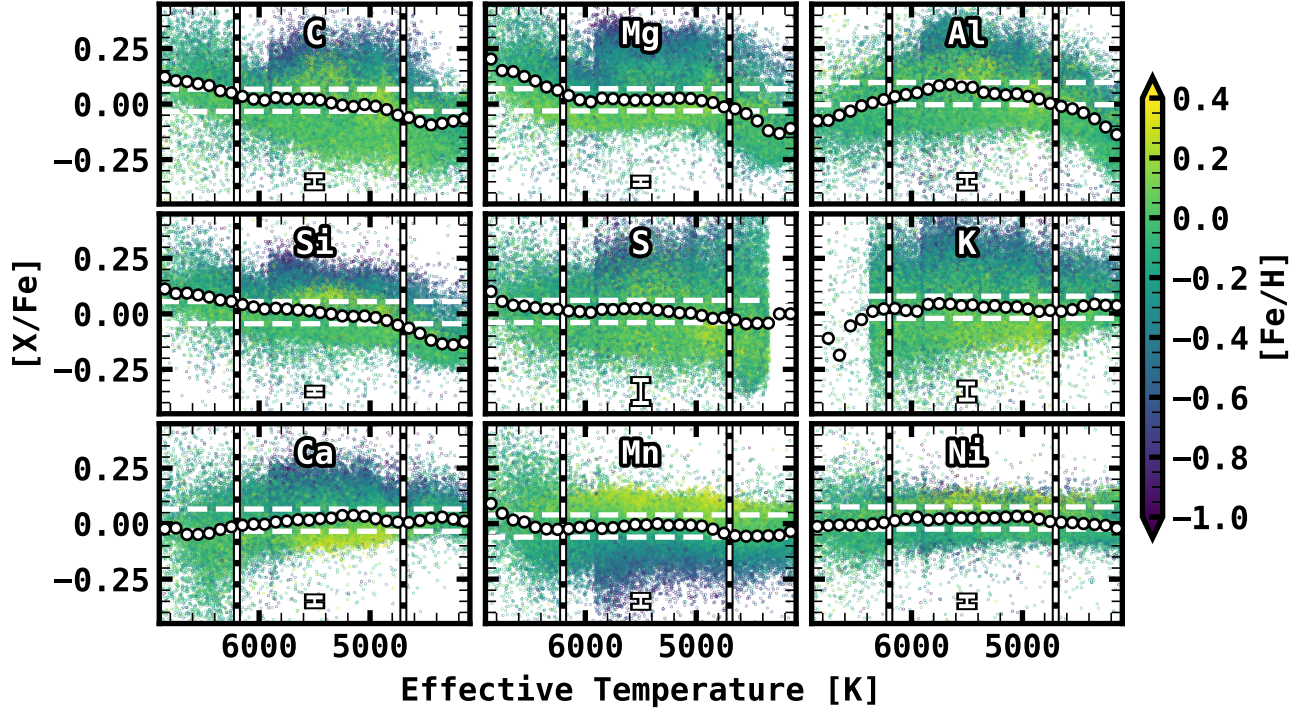 C Mg Al
0.25
0.00
−0.25
Si S K
0.25
0.00
−0.25
Ca Mn Ni
0.25
0.00
−0.25
6000 5000 6000 5000 6000 5000
Effective Temperature [K]
[X/Fe]
0.4
0.2
0.0
−0.2
−0.4
−0.6
−0.8
−1.0
[Fe/H]